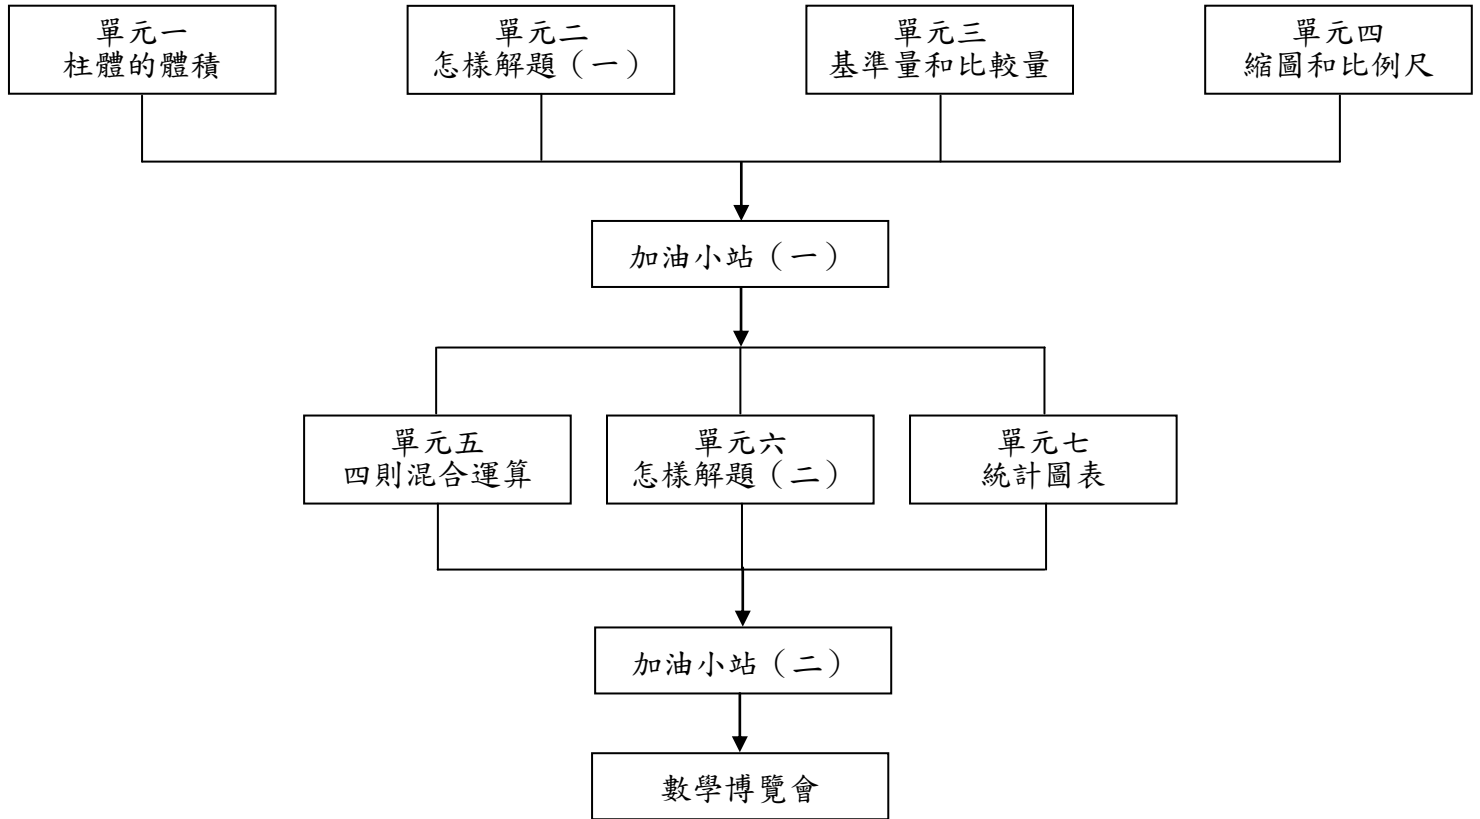 單元一
柱體的體積
單元二
怎樣解題（一）
單元三
基準量和比較量
單元四
縮圖和比例尺
加油小站（一）
單元五
四則混合運算
單元六
怎樣解題（二）
單元七
統計圖表
加油小站（二）
數學博覽會